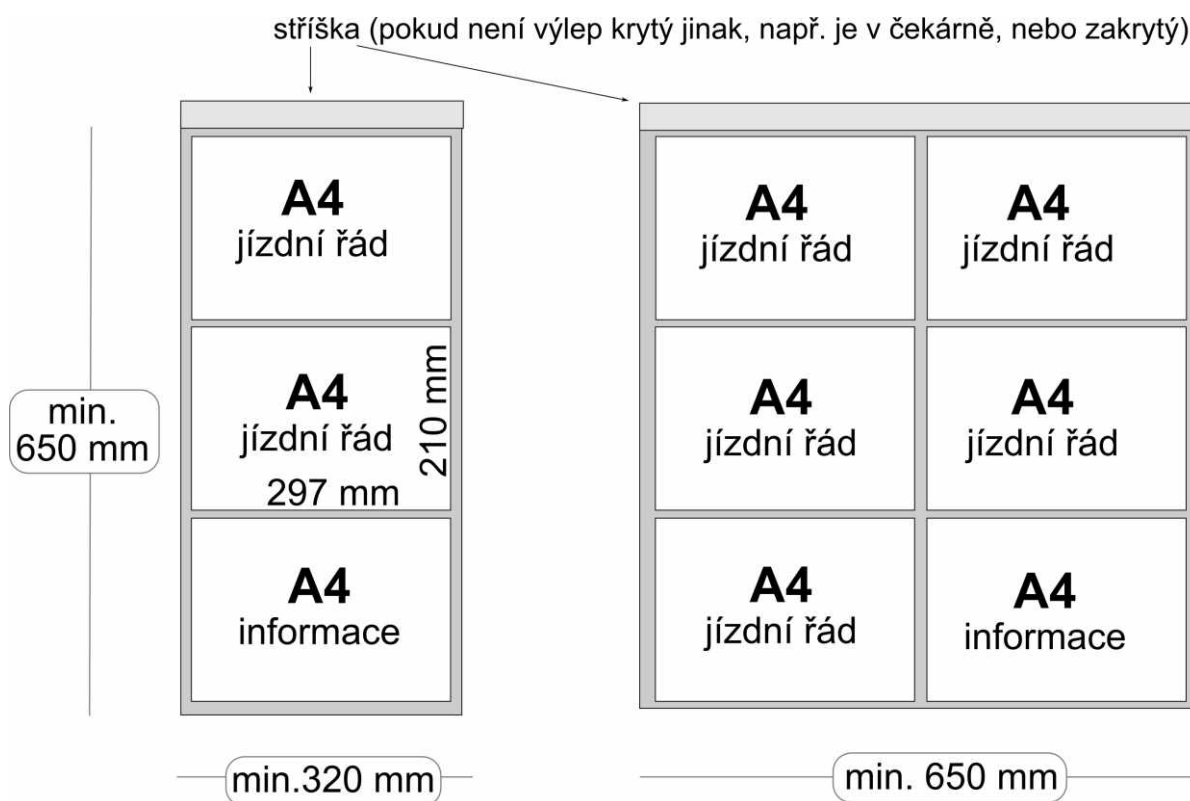 stříška (pokud není výlep krytý jinak, např. je v čekárně, nebo zakrytý)
A4
jízdní řád
A4
jízdní řád
297 mm
210 mm
A4
informace
min.
650 mm
min.320 mm
A4
jízdní řád
A4
jízdní řád
A4
jízdní řád
A4
jízdní řád
A4
jízdní řád
A4
informace
min. 650 mm